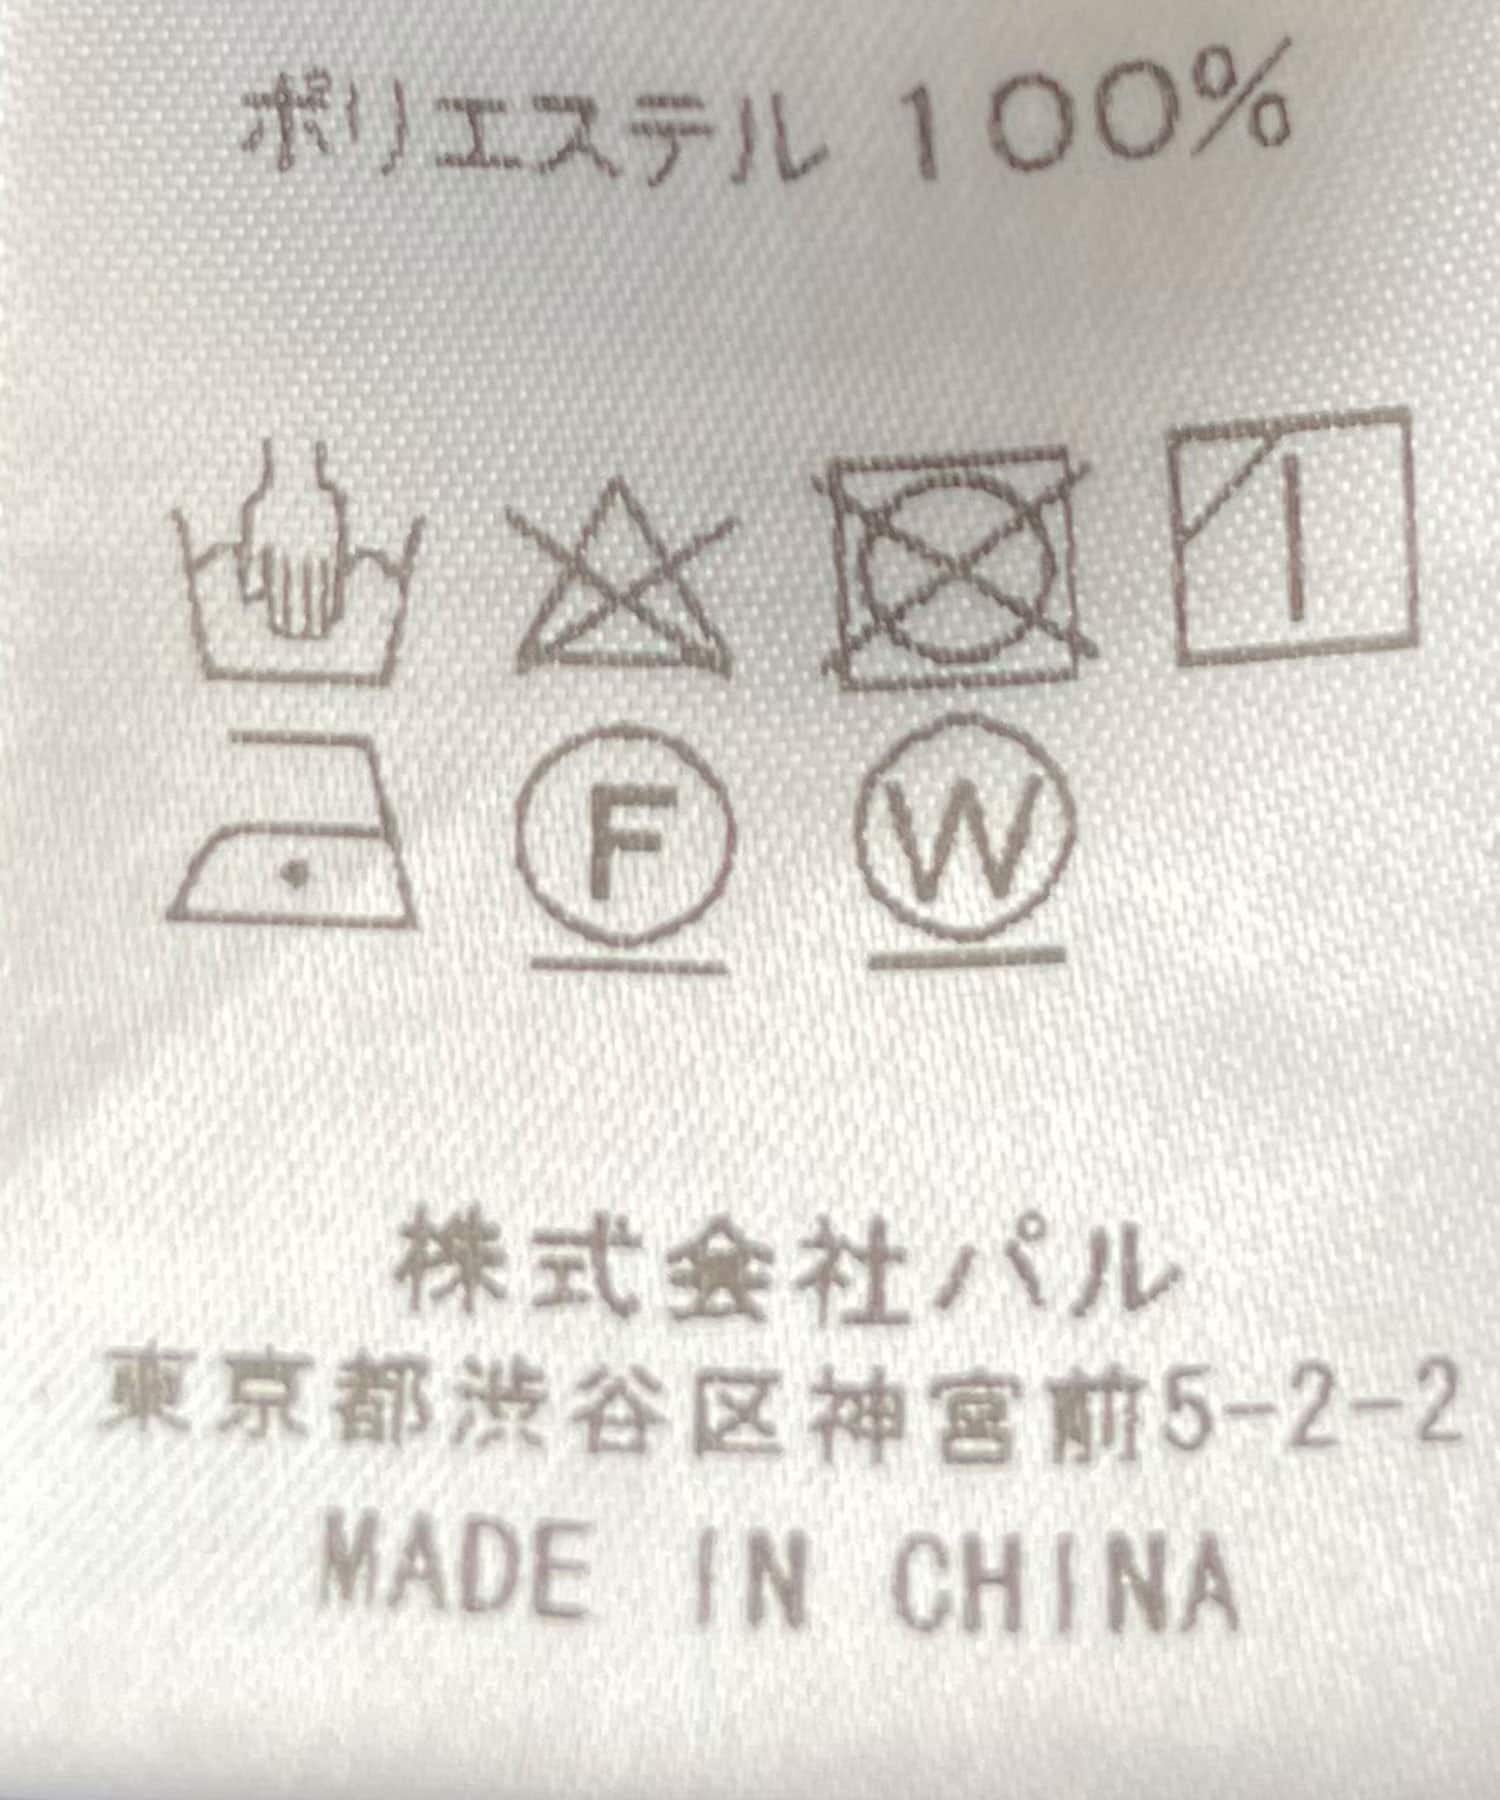 ポリエステル 100%
F W
株式会社パル
東京都渋谷区神宮前5-2-2
MADE IN CHINA